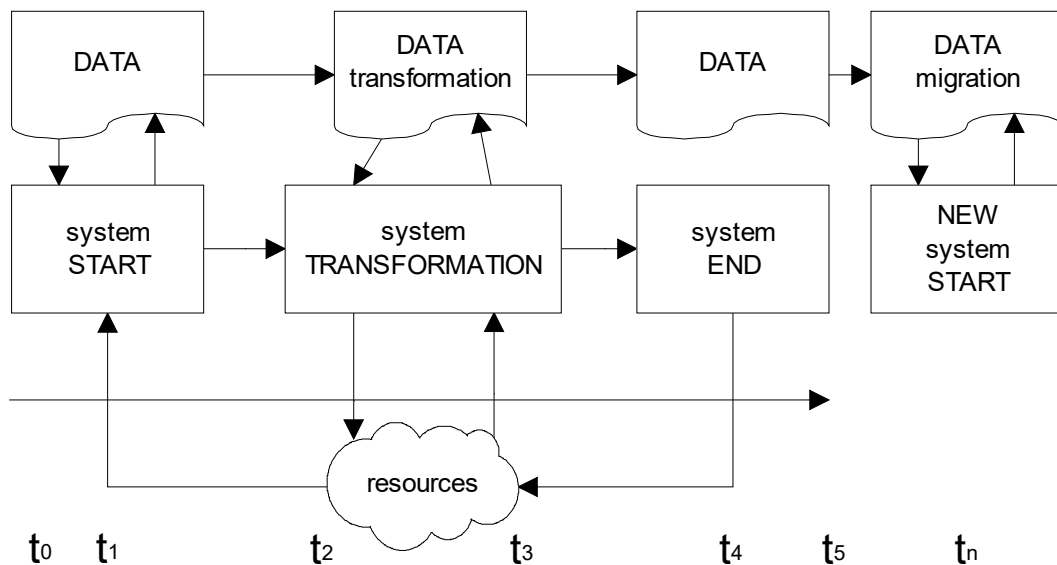 DATA
DATA
transformation
DATA
DATA
migration
system
START
system
TRANSFORMATION
system
END
NEW
system
START
resources
t0 t1 t2 t3 t4 t5 tn